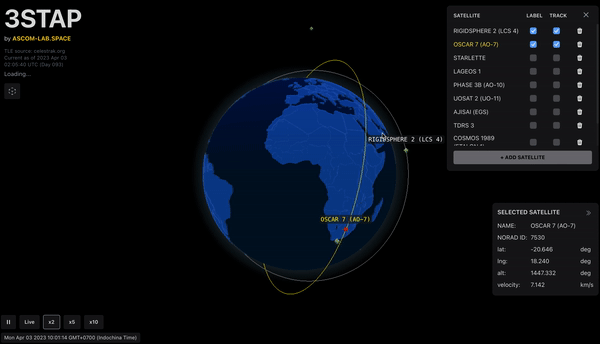 3STAP
by ASCOM-LAB.SPACE
TLE source: celestrak.org
Current as of 2023 Apr 03
02:05:40 UTC (Day 093)
Loading...
SATELLITE LABEL TRACK
RIGIDSPHERE 2 (LCS 4)
OSCAR 7 (AO-7)
STARLETTE
LAGEOS 1
PHASE 3B (AO-10)
UOSAT 2 (UO-11)
AJISAI (EGS)
TDRS 3
COSMOS 1989
+ ADD SATELLITE
RIGIDSPHERE 2 (LCS 4)
OSCAR 7 (AO-7)
SELECTED SATELLITE
NAME: OSCAR 7 (AO-7)
NORAD ID: 7530
lat: -20.646 deg
lng: 18.240 deg
alt: 1447.332 deg
velocity: 7.142 km/s
Live x2 x5 x10
Mon Apr 03 2023 10:01:14 GMT+0700 (Indochina Time)